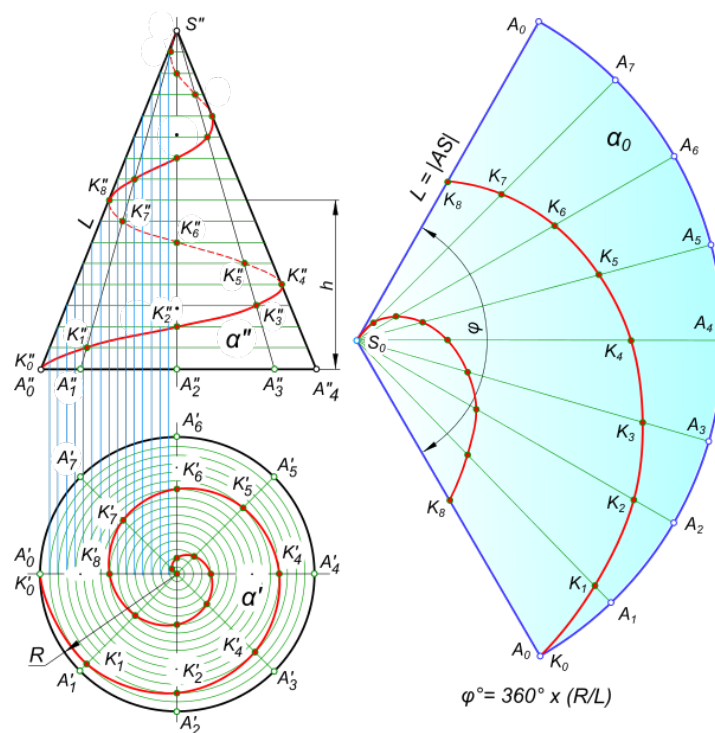 S"
K"8
L
K"7
K"6
K"5
K"4
h
K"3
K"2
α"
K"1
K"0
A"0
A"1
A"2
A"3
A"4
A'6
A'7
A'5
K'6
K'5
K'7
A'0
K'8
K'4
A'4
K'0
α'
R
K'4
K'1
K'2
A'1
A'3
A'2
A0
A7
α0
A6
L = |AS|
K7
K8
K6
A5
K5
φ
S0
K4
A4
A3
K3
K8
K2
A2
K1
A1
A0
K0
φ°= 360° x (R/L)